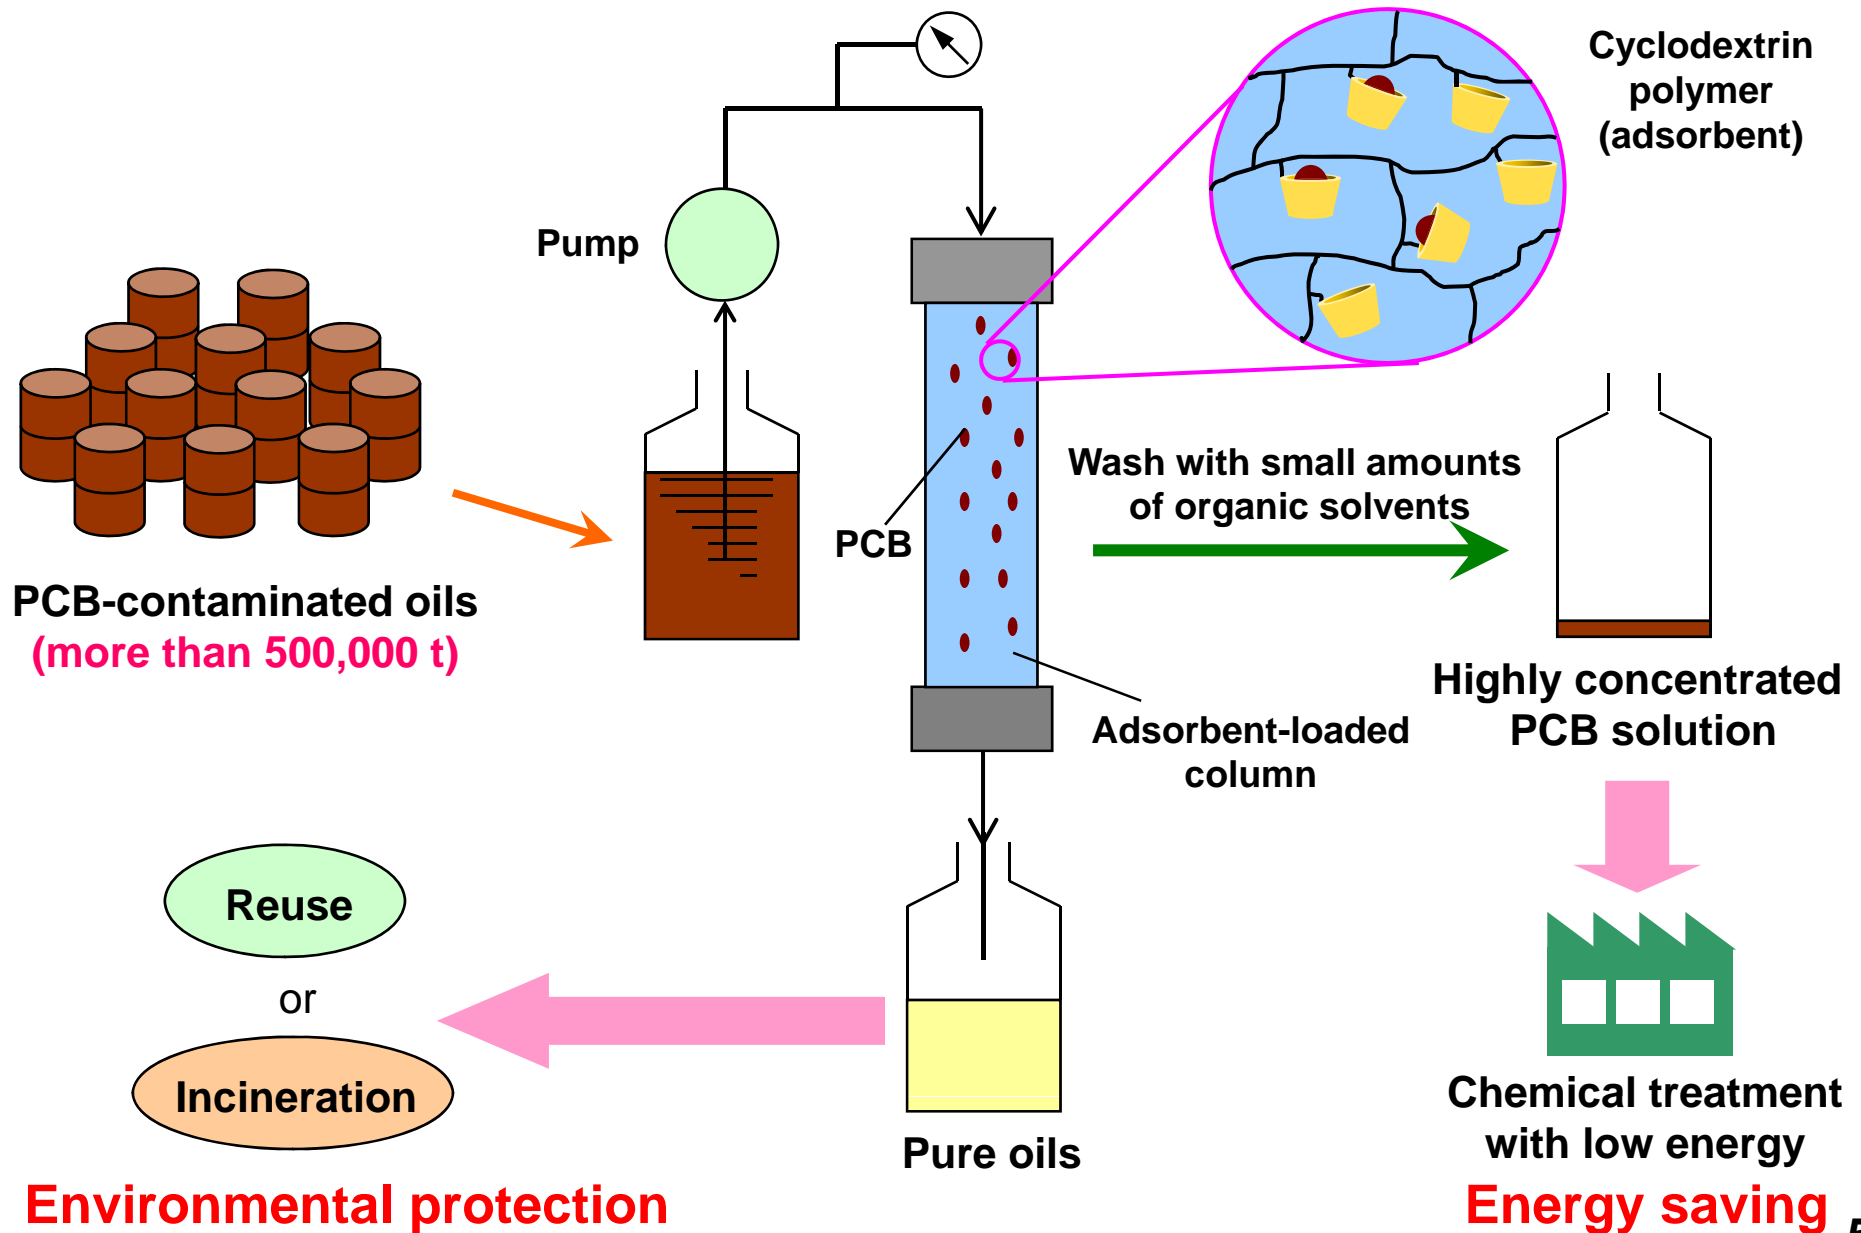 Cyclodextrin
polymer
(adsorbent)
Pump
PCB-contaminated oils
(more than 500,000 t)
PCB
Wash with small amounts
of organic solvents
Adsorbent-loaded
column
Highly concentrated
PCB solution
Reuse
or
Incineration
Environmental protection
Pure oils
Chemical treatment
with low energy
Energy saving